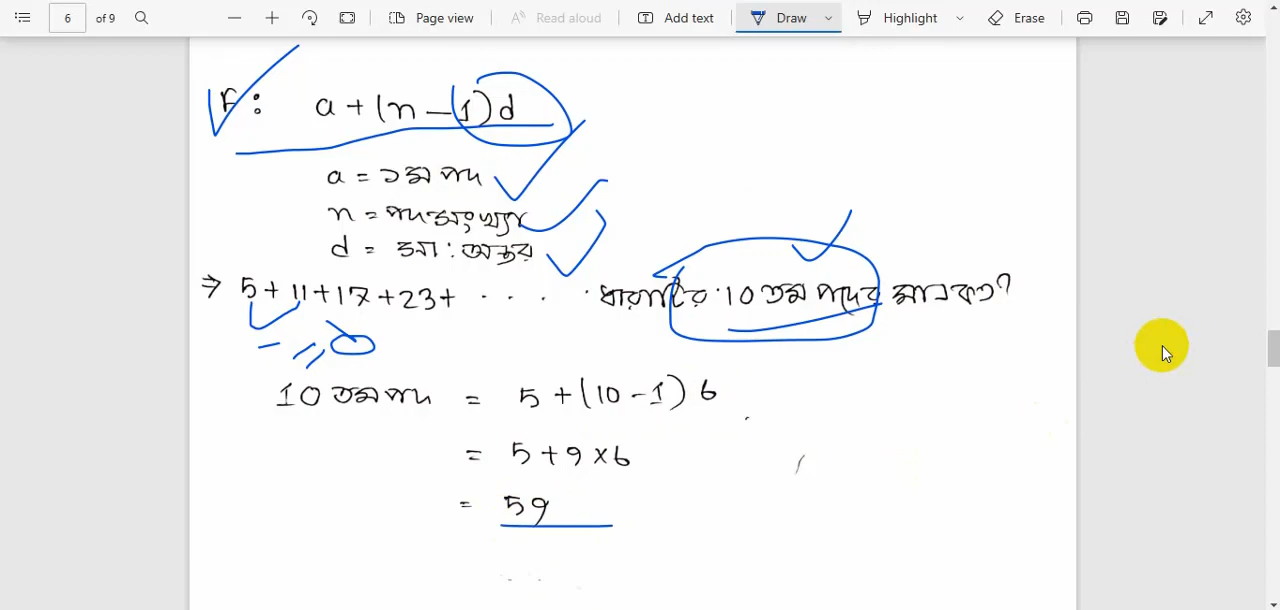 6 of 9 Page view Read aloud Add text Draw Highlight Erase
: a + (n – 1) d
a = ১ম পদ
n = পদসংখ্যা
d = সা : অন্তর
⇒ 5 + 11 + 17 + 23 + . . . . ধারাটির 10 তম পদের মান কত?
10 তম পদ = 5 + (10 - 1) 6
= 5 + 9 × 6
= 59